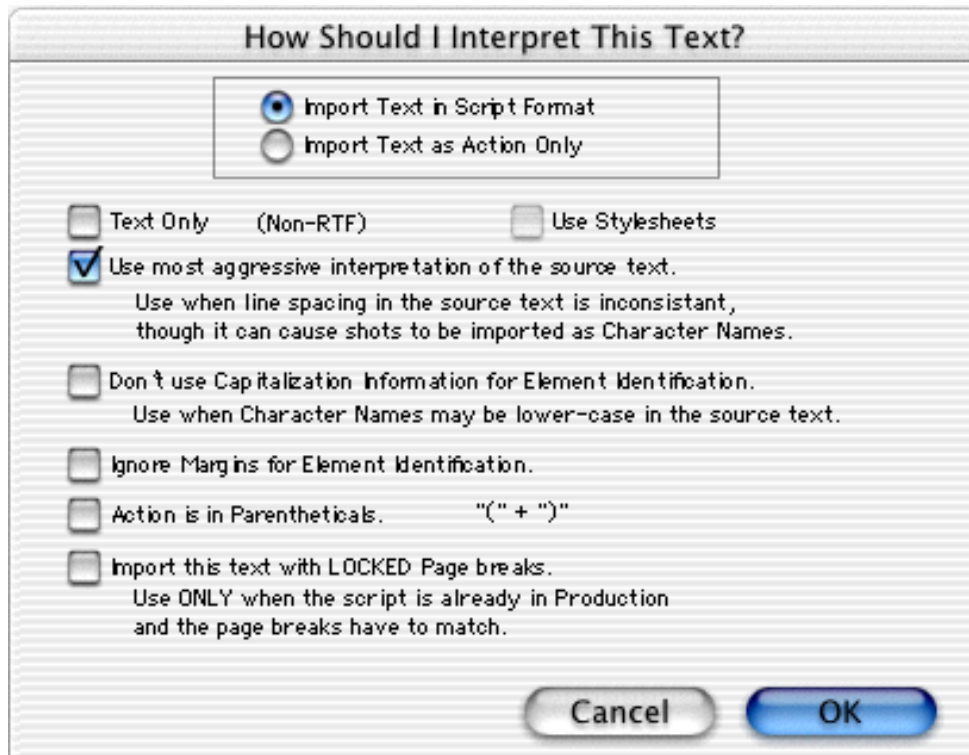 How Should I Interpret This Text?
Import Text in Script Format
Import Text as Action Only
Text Only (Non-RTF) Use Stylesheets
Use most aggressive interpretation of the source text.
Use when line spacing in the source text is inconsistant,
though it can cause shots to be imported as Character Names.
Don't use Capitalization Information for Element Identification.
Use when Character Names may be lower-case in the source text.
Ignore Margins for Element Identification.
Action is in Parentheticals. "(" + ")"
Import this text with LOCKED Page breaks.
Use ONLY when the script is already in Production
and the page breaks have to match.
Cancel OK